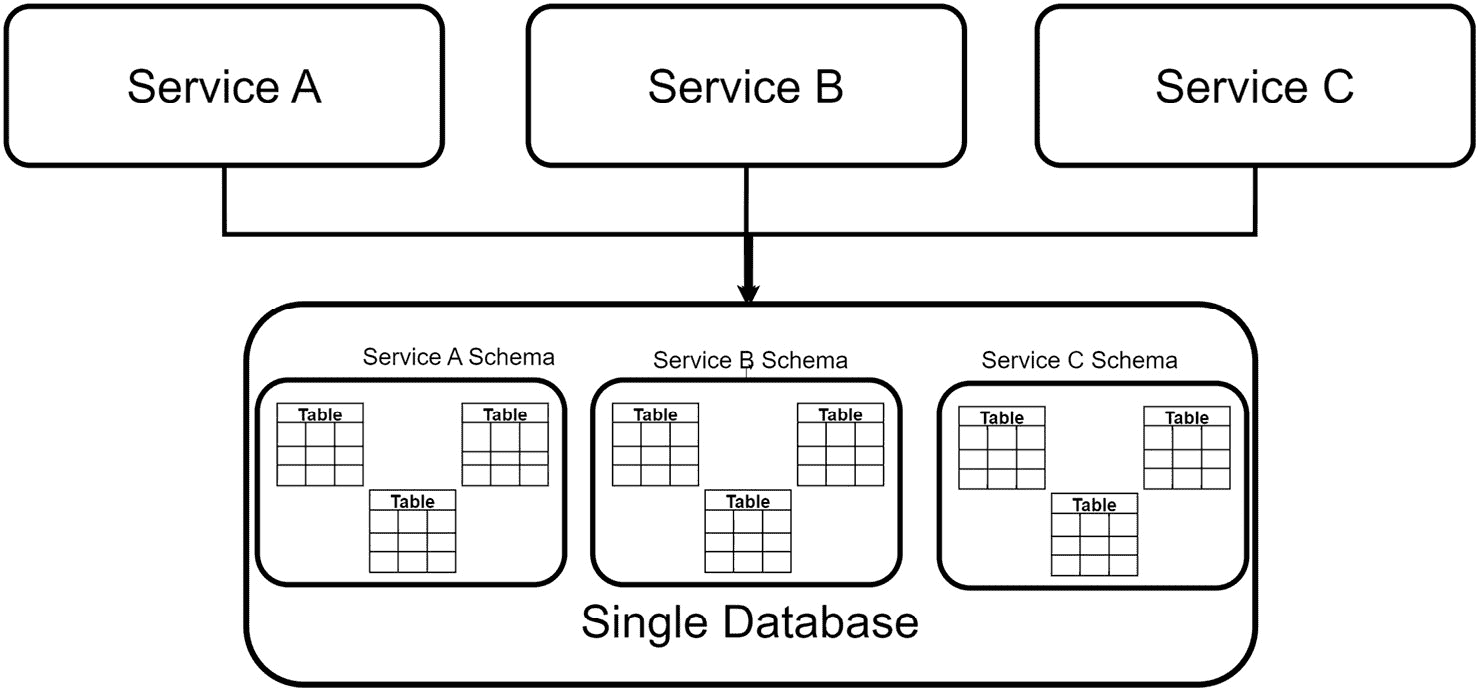 Service A
Service B
Service C
Service A Schema
Service B Schema
Service C Schema
Table
Table
Table
Table
Table
Table
Table
Table
Table
Single Database